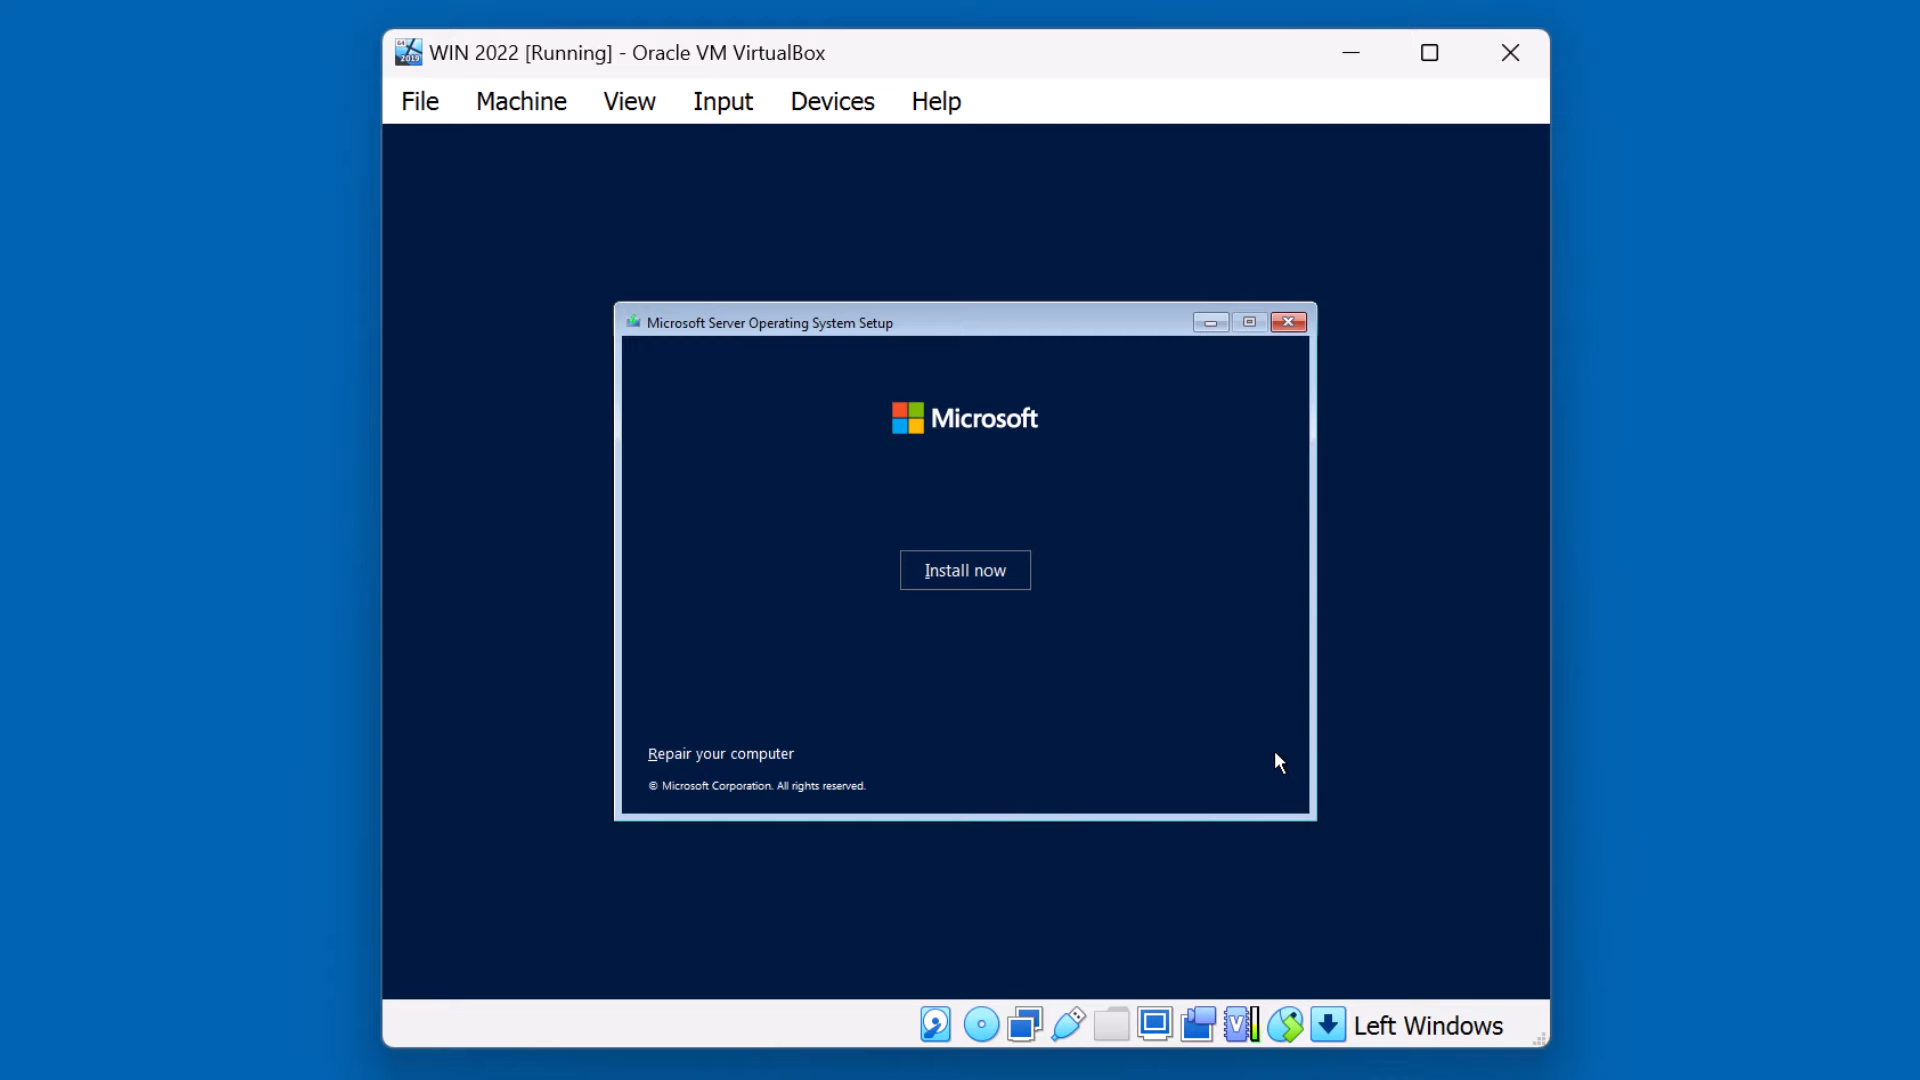 WIN 2022 [Running] - Oracle VM VirtualBox
File Machine View Input Devices Help
Microsoft Server Operating System Setup
Microsoft
Install now
Repair your computer
© Microsoft Corporation. All rights reserved.
Left Windows